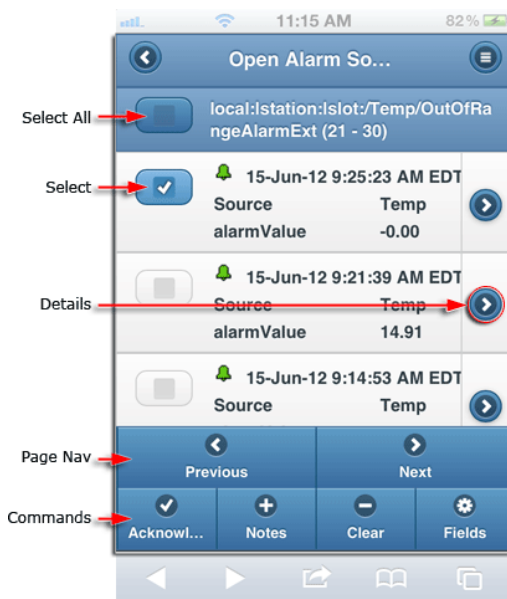 11:15 AM 82%
Open Alarm So...
Select All
local:|station:|slot:/Temp/OutOfRa
ngeAlarmExt (21 - 30)
15-Jun-12 9:25:23 AM EDT
Select
Source Temp
alarmValue -0.00
15-Jun-12 9:21:39 AM EDT
Details
Source Temp
alarmValue 14.91
15-Jun-12 9:14:53 AM EDT
Source Temp
Page Nav
Previous Next
Commands
Acknowl... Notes Clear Fields